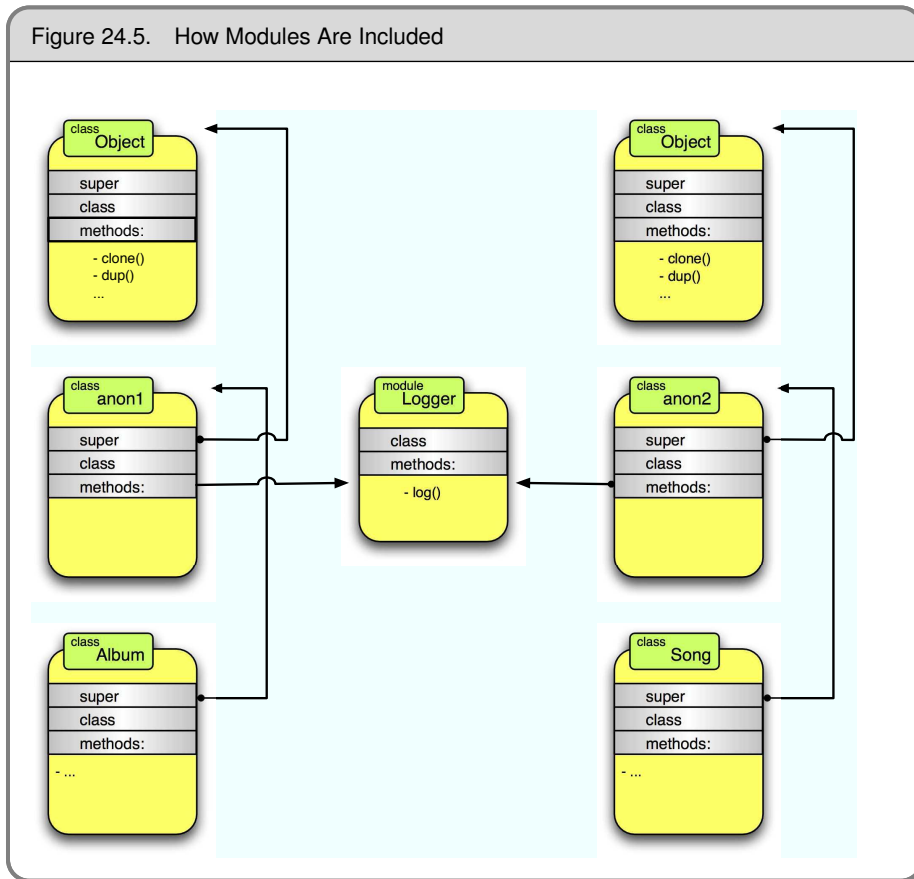 Figure 24.5. How Modules Are Included
class
Object
super
class
methods:
- clone()
- dup()
...
class
Object
super
class
methods:
- clone()
- dup()
...
class
anon1
super
class
methods:
module
Logger
class
methods:
- log()
class
anon2
super
class
methods:
class
Album
super
class
methods:
- ...
class
Song
super
class
methods:
- ...